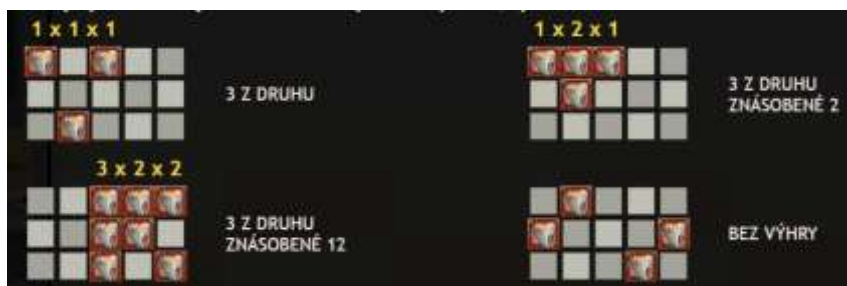 1 x 1 x 1
3 Z DRUHU
1 x 2 x 1
3 Z DRUHU
ZNÁSOBENÉ 2
3 x 2 x 2
3 Z DRUHU
ZNÁSOBENÉ 12
BEZ VÝHRY